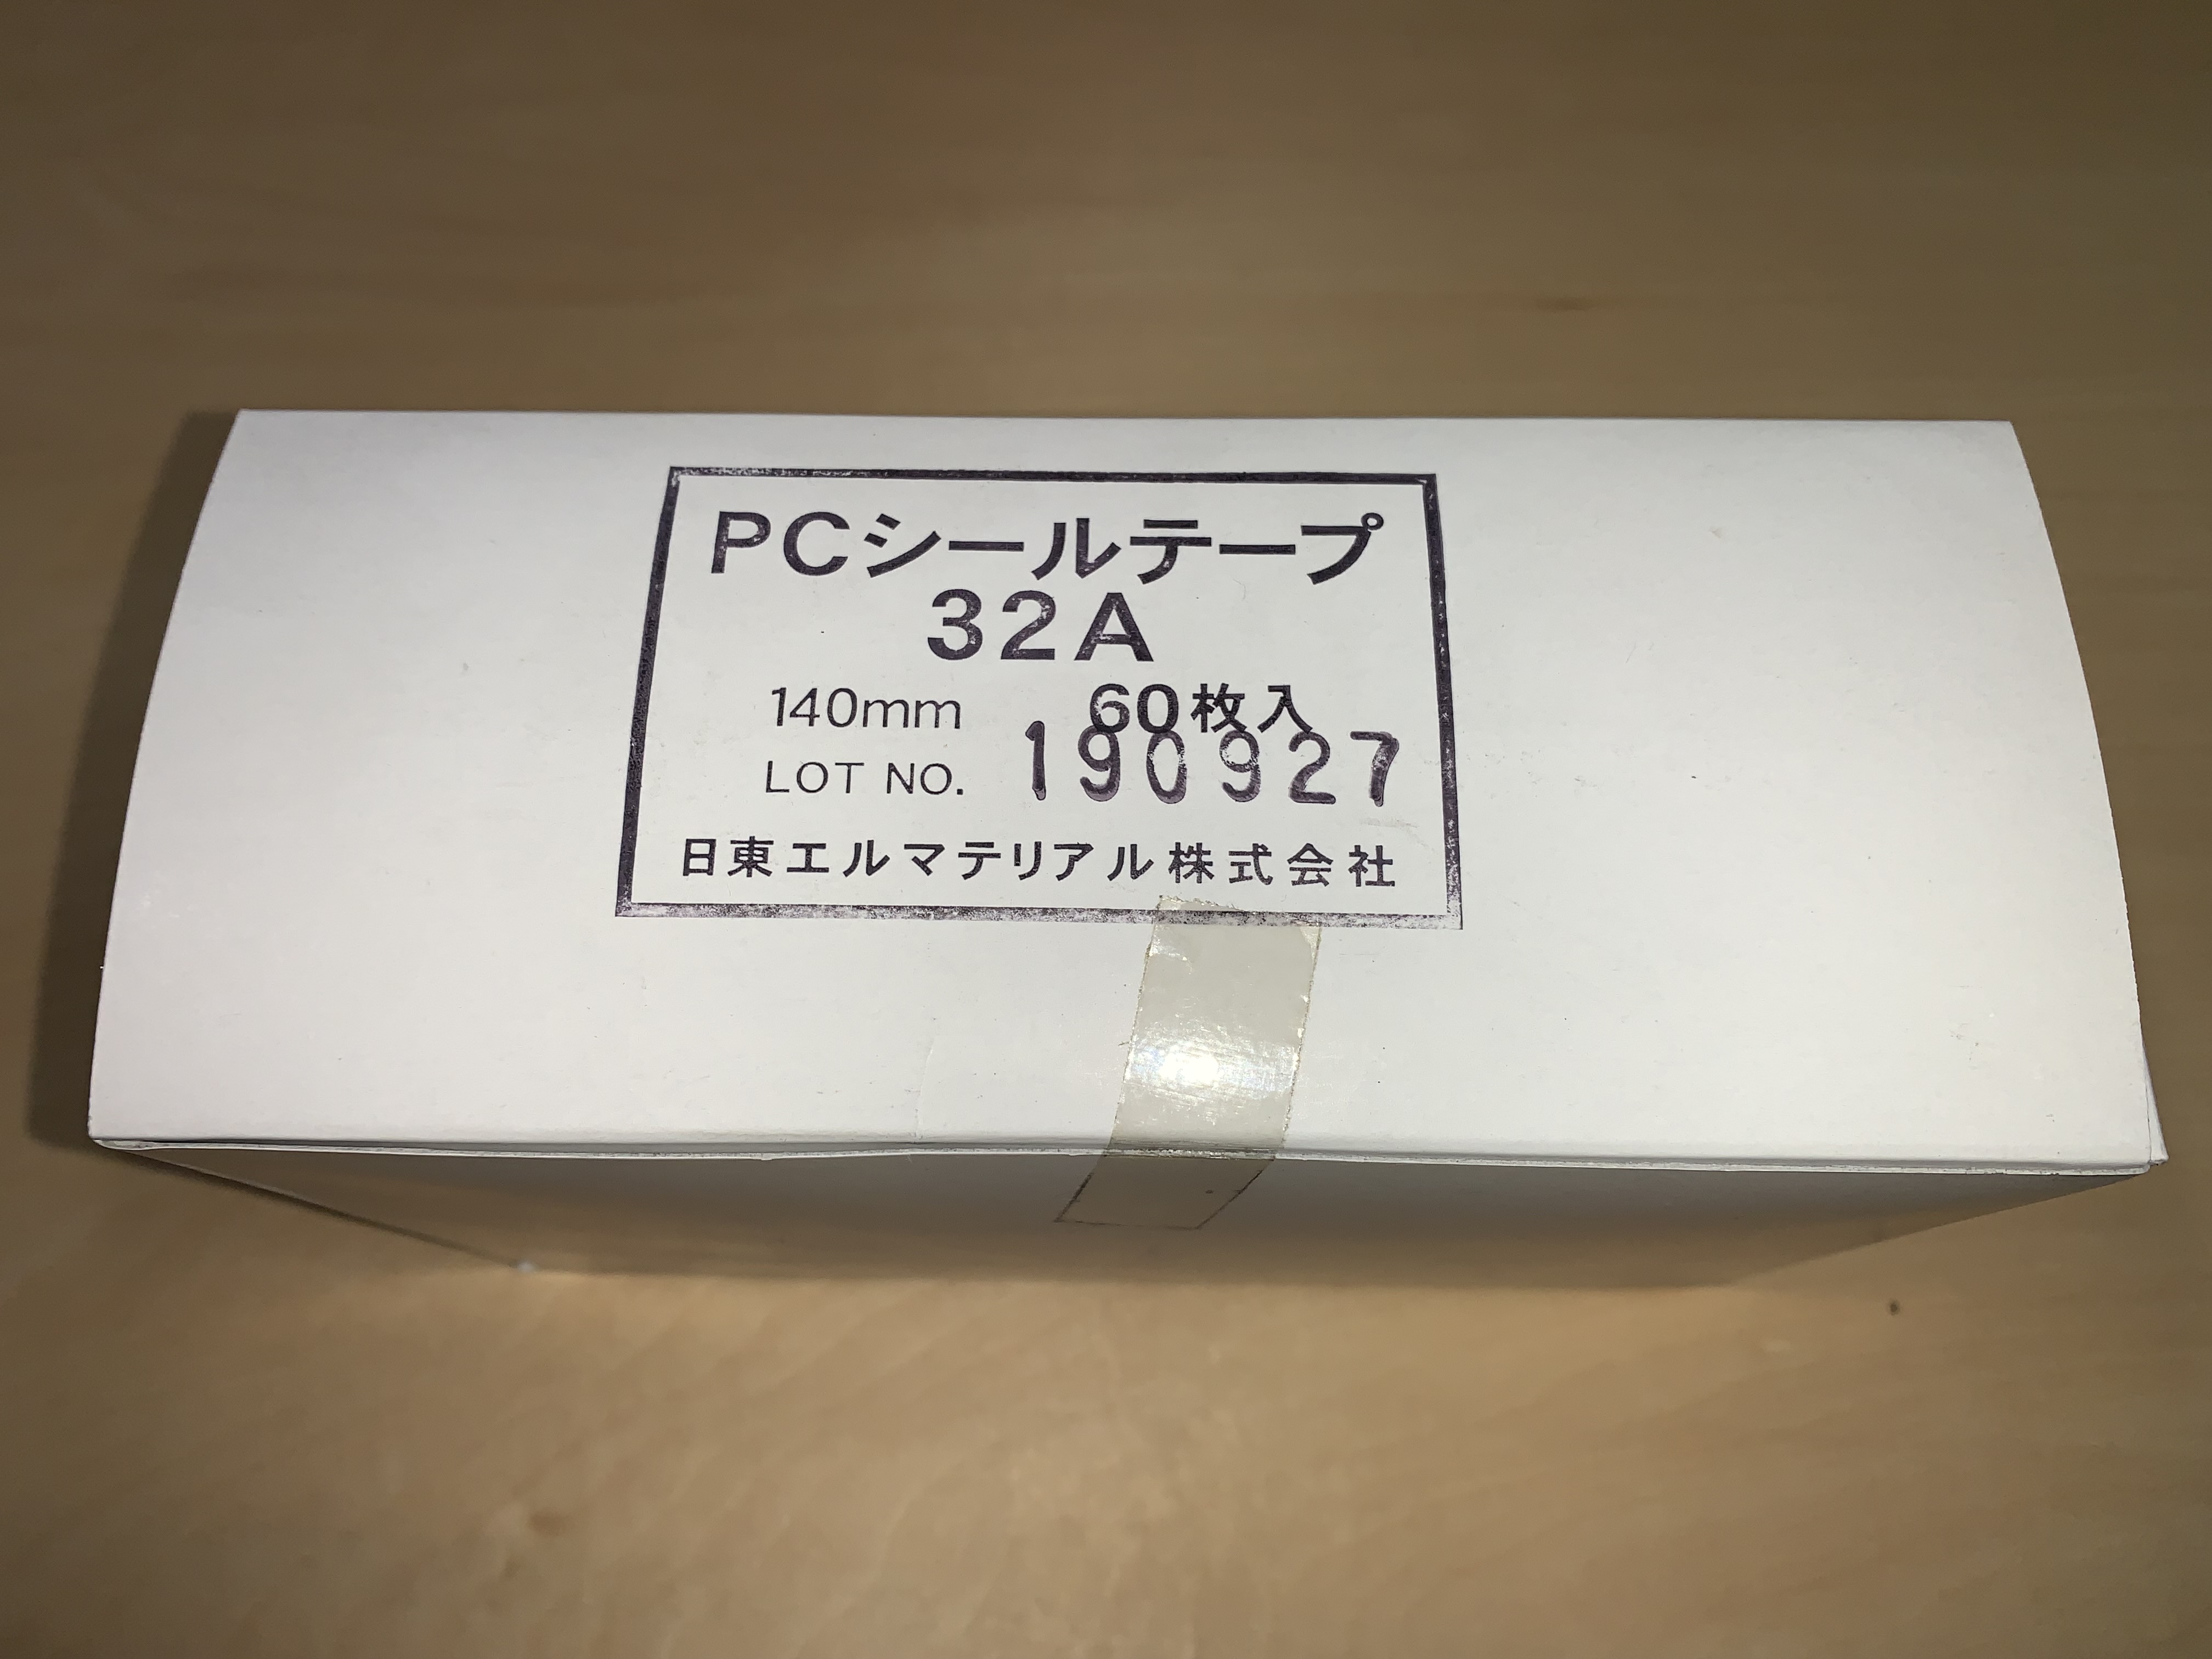 PCシールテープ
32A
140mm 60枚入
LOT NO. 190927
日東エルマテリアル株式会社